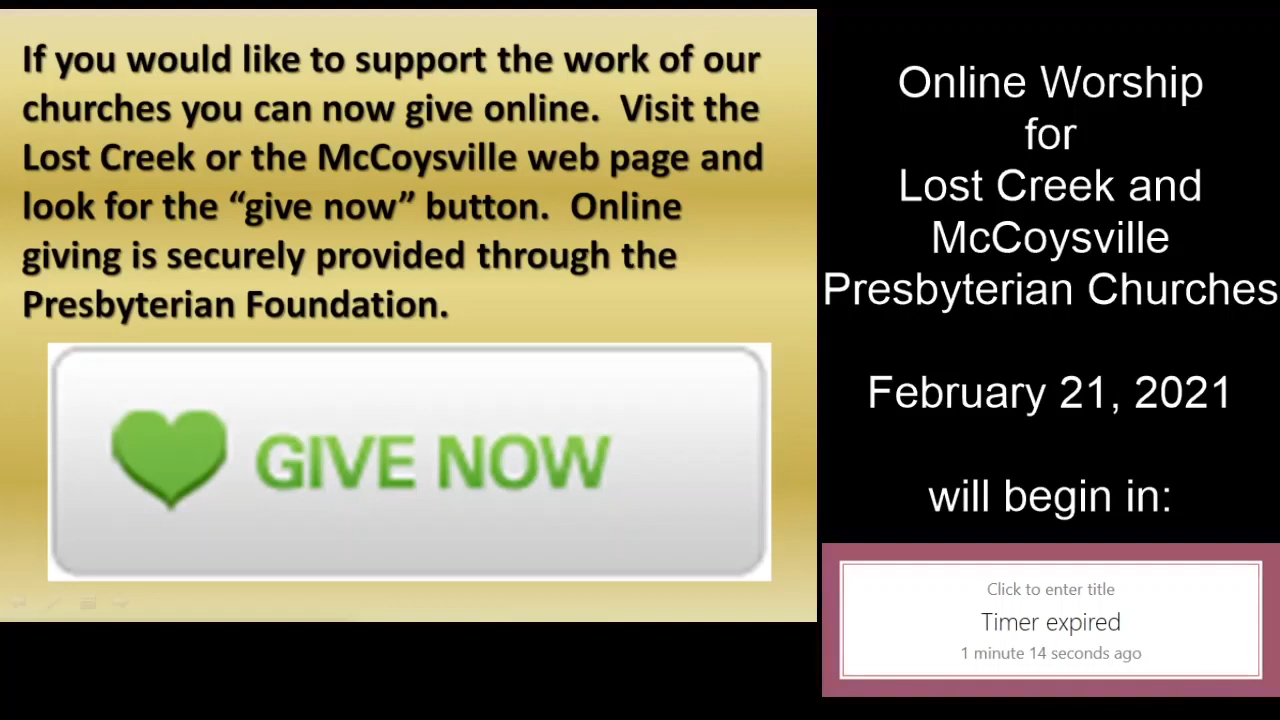 If you would like to support the work of our
churches you can now give online.  Visit the
Lost Creek or the McCoysville web page and
look for the “give now” button.  Online
giving is securely provided through the
Presbyterian Foundation.
GIVE NOW
Online Worship
for
Lost Creek and
McCoysville
Presbyterian Churches
February 21, 2021
will begin in:
Click to enter title
Timer expired
1 minute 14 seconds ago